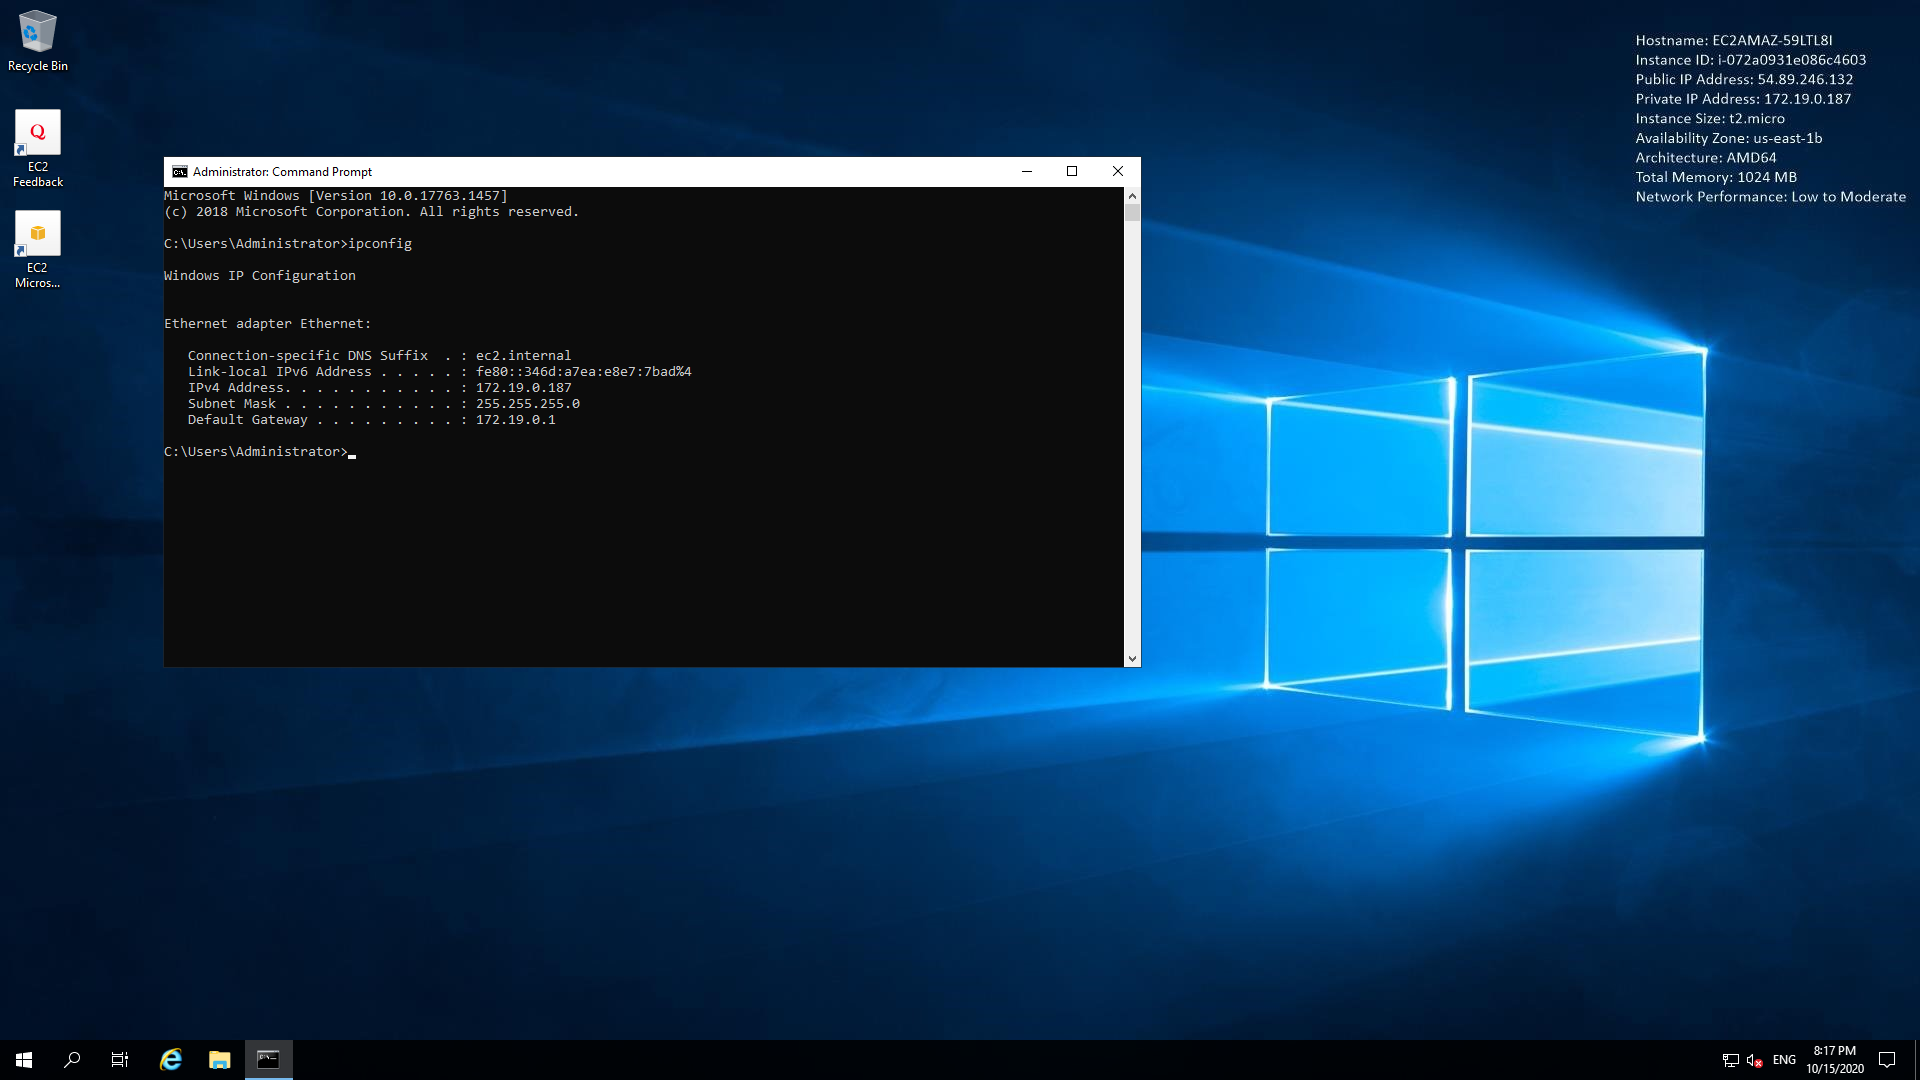 Recycle Bin
EC2
Feedback
EC2
Micros...
Hostname: EC2AMAZ-59LTL8I
Instance ID: i-072a0931e086c4603
Public IP Address: 54.89.246.132
Private IP Address: 172.19.0.187
Instance Size: t2.micro
Availability Zone: us-east-1b
Architecture: AMD64
Total Memory: 1024 MB
Network Performance: Low to Moderate
Administrator: Command Prompt
Microsoft Windows [Version 10.0.17763.1457]
(c) 2018 Microsoft Corporation. All rights reserved.
C:\Users\Administrator>ipconfig
Windows IP Configuration
Ethernet adapter Ethernet:
Connection-specific DNS Suffix  . : ec2.internal
Link-local IPv6 Address . . . . . : fe80::346d:a7ea:e8e7:7bad%4
IPv4 Address. . . . . . . . . . . : 172.19.0.187
Subnet Mask . . . . . . . . . . . : 255.255.255.0
Default Gateway . . . . . . . . . : 172.19.0.1
C:\Users\Administrator>
ENG
8:17 PM
10/15/2020